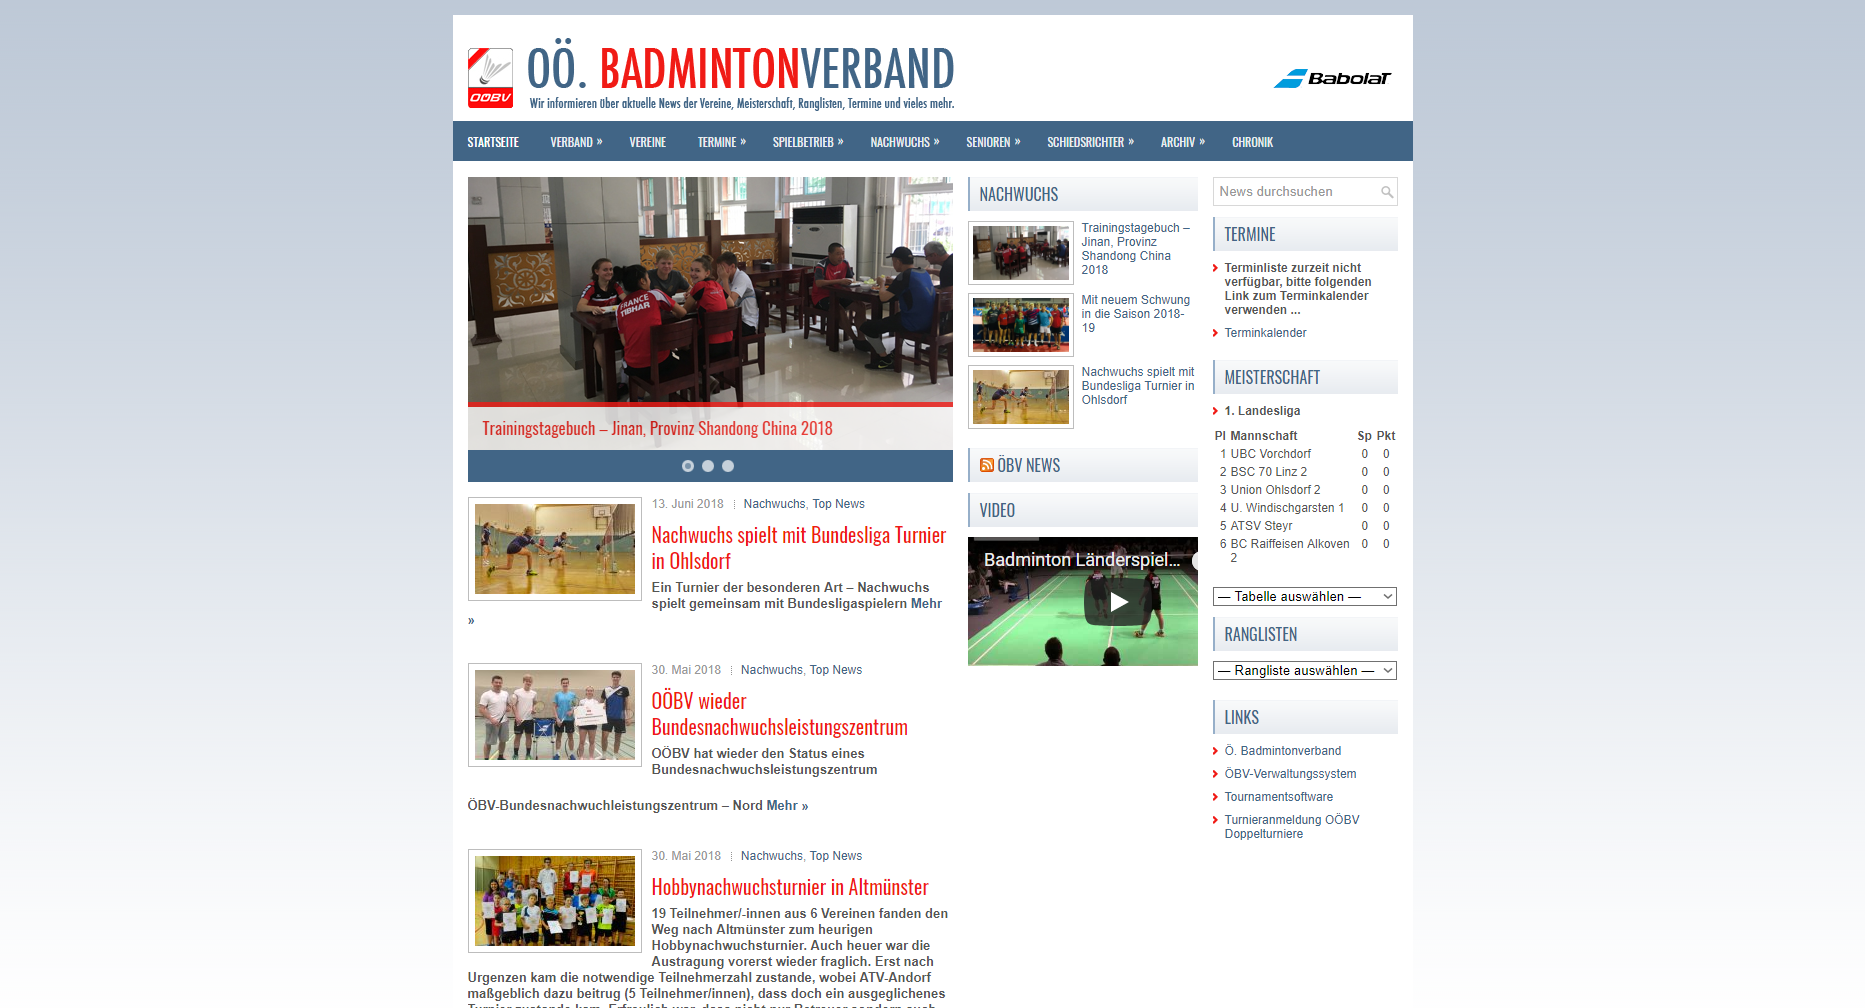 OÖBV
OÖ. BADMINTONVERBAND
Wir informieren über aktuelle News der Vereine, Meisterschaft, Ranglisten, Termine und vieles mehr.
BaboLaT
STARTSEITE VERBAND » VEREINE TERMINE » SPIELBETRIEB » NACHWUCHS » SENIOREN » SCHIEDSRICHTER » ARCHIV » CHRONIK
FRANCE
TIBHAR
Trainingstagebuch – Jinan, Provinz Shandong China 2018
13. Juni 2018 Nachwuchs, Top News
Nachwuchs spielt mit Bundesliga Turnier
in Ohlsdorf
Ein Turnier der besonderen Art – Nachwuchs
spielt gemeinsam mit Bundesligaspielern Mehr
»
30. Mai 2018 Nachwuchs, Top News
OÖBV wieder
Bundesnachwuchsleistungszentrum
OÖBV hat wieder den Status eines
Bundesnachwuchsleistungszentrum
ÖBV-Bundesnachwuchleistungszentrum – Nord Mehr »
30. Mai 2018 Nachwuchs, Top News
Hobbynachwuchsturnier in Altmünster
19 Teilnehmer/-innen aus 6 Vereinen fanden den
Weg nach Altmünster zum heurigen
Hobbynachwuchsturnier. Auch heuer war die
Austragung vorerst wieder fraglich. Erst nach
Urgenzen kam die notwendige Teilnehmerzahl zustande, wobei ATV-Andorf
maßgeblich dazu beitrug (5 Teilnehmer/innen), dass doch ein ausgeglichenes
NACHWUCHS
Trainingstagebuch –
Jinan, Provinz
Shandong China
2018
Mit neuem Schwung
in die Saison 2018-
19
Nachwuchs spielt mit
Bundesliga Turnier in
Ohlsdorf
ÖBV NEWS
VIDEO
Badminton Länderspiel...
News durchsuchen
TERMINE
Terminliste zurzeit nicht
verfügbar, bitte folgenden
Link zum Terminkalender
verwenden ...
Terminkalender
MEISTERSCHAFT
1. Landesliga
Pl Mannschaft Sp Pkt
1 UBC Vorchdorf 0 0
2 BSC 70 Linz 2 0 0
3 Union Ohlsdorf 2 0 0
4 U. Windischgarsten 1 0 0
5 ATSV Steyr 0 0
6 BC Raiffeisen Alkoven 0 0
2
— Tabelle auswählen —
RANGLISTEN
— Rangliste auswählen —
LINKS
Ö. Badmintonverband
ÖBV-Verwaltungssystem
Tournamentsoftware
Turnieranmeldung OÖBV
Doppelturniere